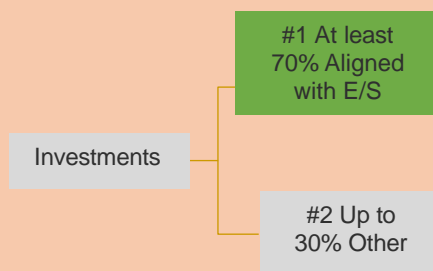 #1 At least
70% Aligned
with E/S
Investments
#2 Up to
30% Other